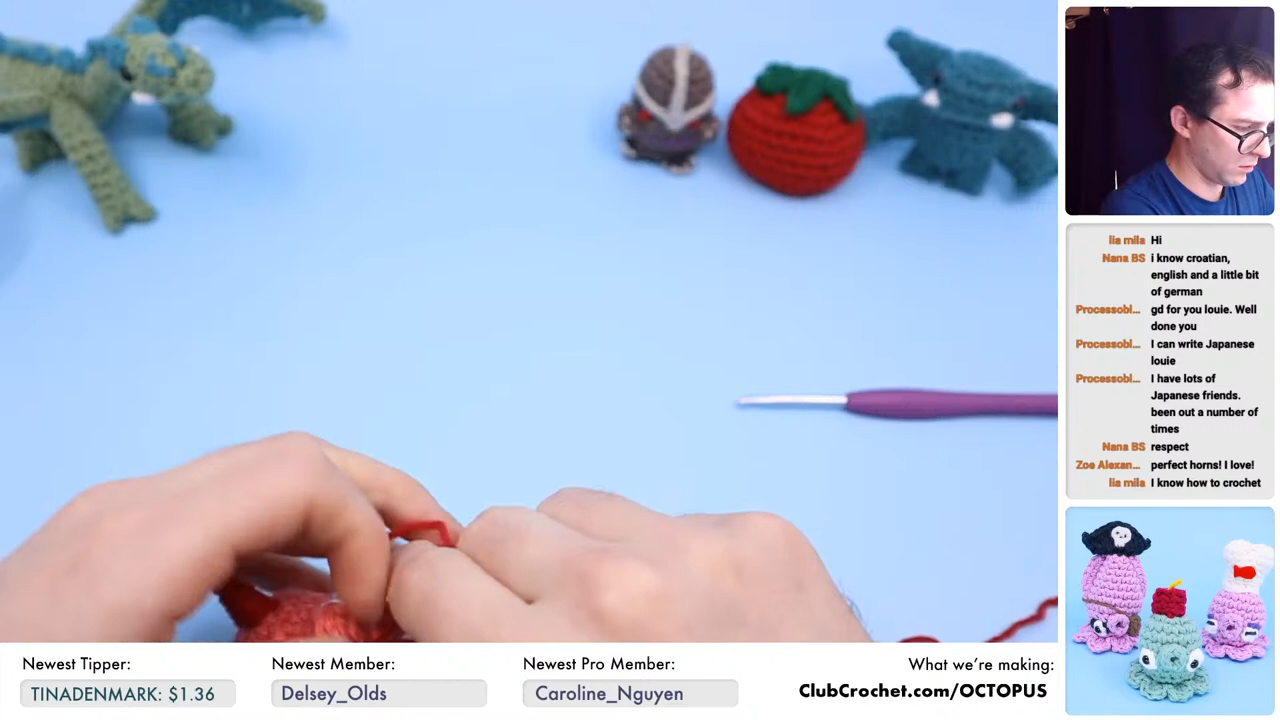 lia mila Hi
Nana BS i know croatian,
english and a little bit
of german
Processobl... gd for you louie. Well
done you
Processobl... I can write Japanese
louie
Processobl... I have lots of
Japanese friends.
been out a number of
times
Nana BS respect
Zoe Alexan... perfect horns! I love!
lia mila I know how to crochet
Newest Tipper:
TINADENMARK: $1.36
Newest Member:
Delsey_Olds
Newest Pro Member:
Caroline_Nguyen
What we're making:
ClubCrochet.com/OCTOPUS